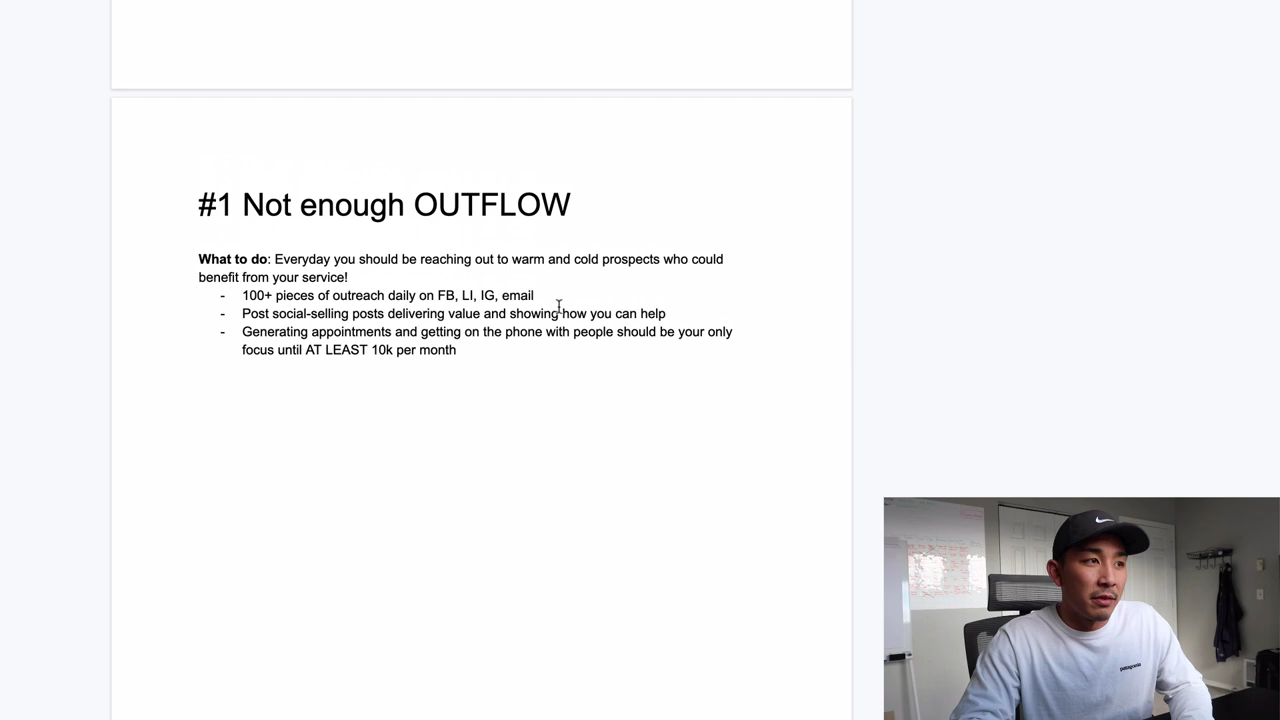 #1 Not enough OUTFLOW
What to do: Everyday you should be reaching out to warm and cold prospects who could
benefit from your service!
- 100+ pieces of outreach daily on FB, LI, IG, email
- Post social-selling posts delivering value and showing how you can help
- Generating appointments and getting on the phone with people should be your only
focus until AT LEAST 10k per month
patagonia